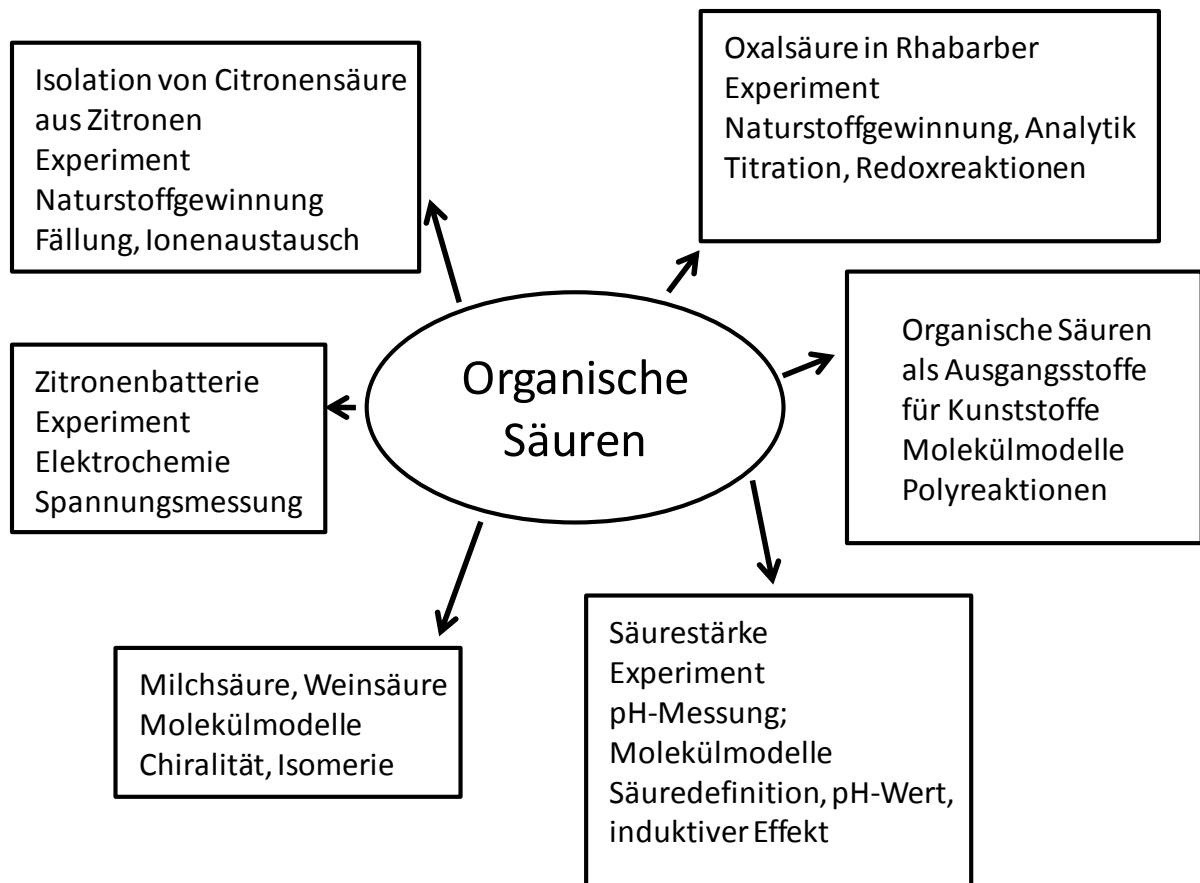 Isolation von Citronensäure
aus Zitronen
Experiment
Naturstoffgewinnung
Fällung, Ionenaustausch
Oxalsäure in Rhabarber
Experiment
Naturstoffgewinnung, Analytik
Titration, Redoxreaktionen
Organische
Säuren
Zitronenbatterie
Experiment
Elektrochemie
Spannungsmessung
Organische Säuren
als Ausgangsstoffe
für Kunststoffe
Molekülmodelle
Polyreaktionen
Milchsäure, Weinsäure
Molekülmodelle
Chiralität, Isomerie
Säurestärke
Experiment
pH-Messung;
Molekülmodelle
Säuredefinition, pH-Wert,
induktiver Effekt